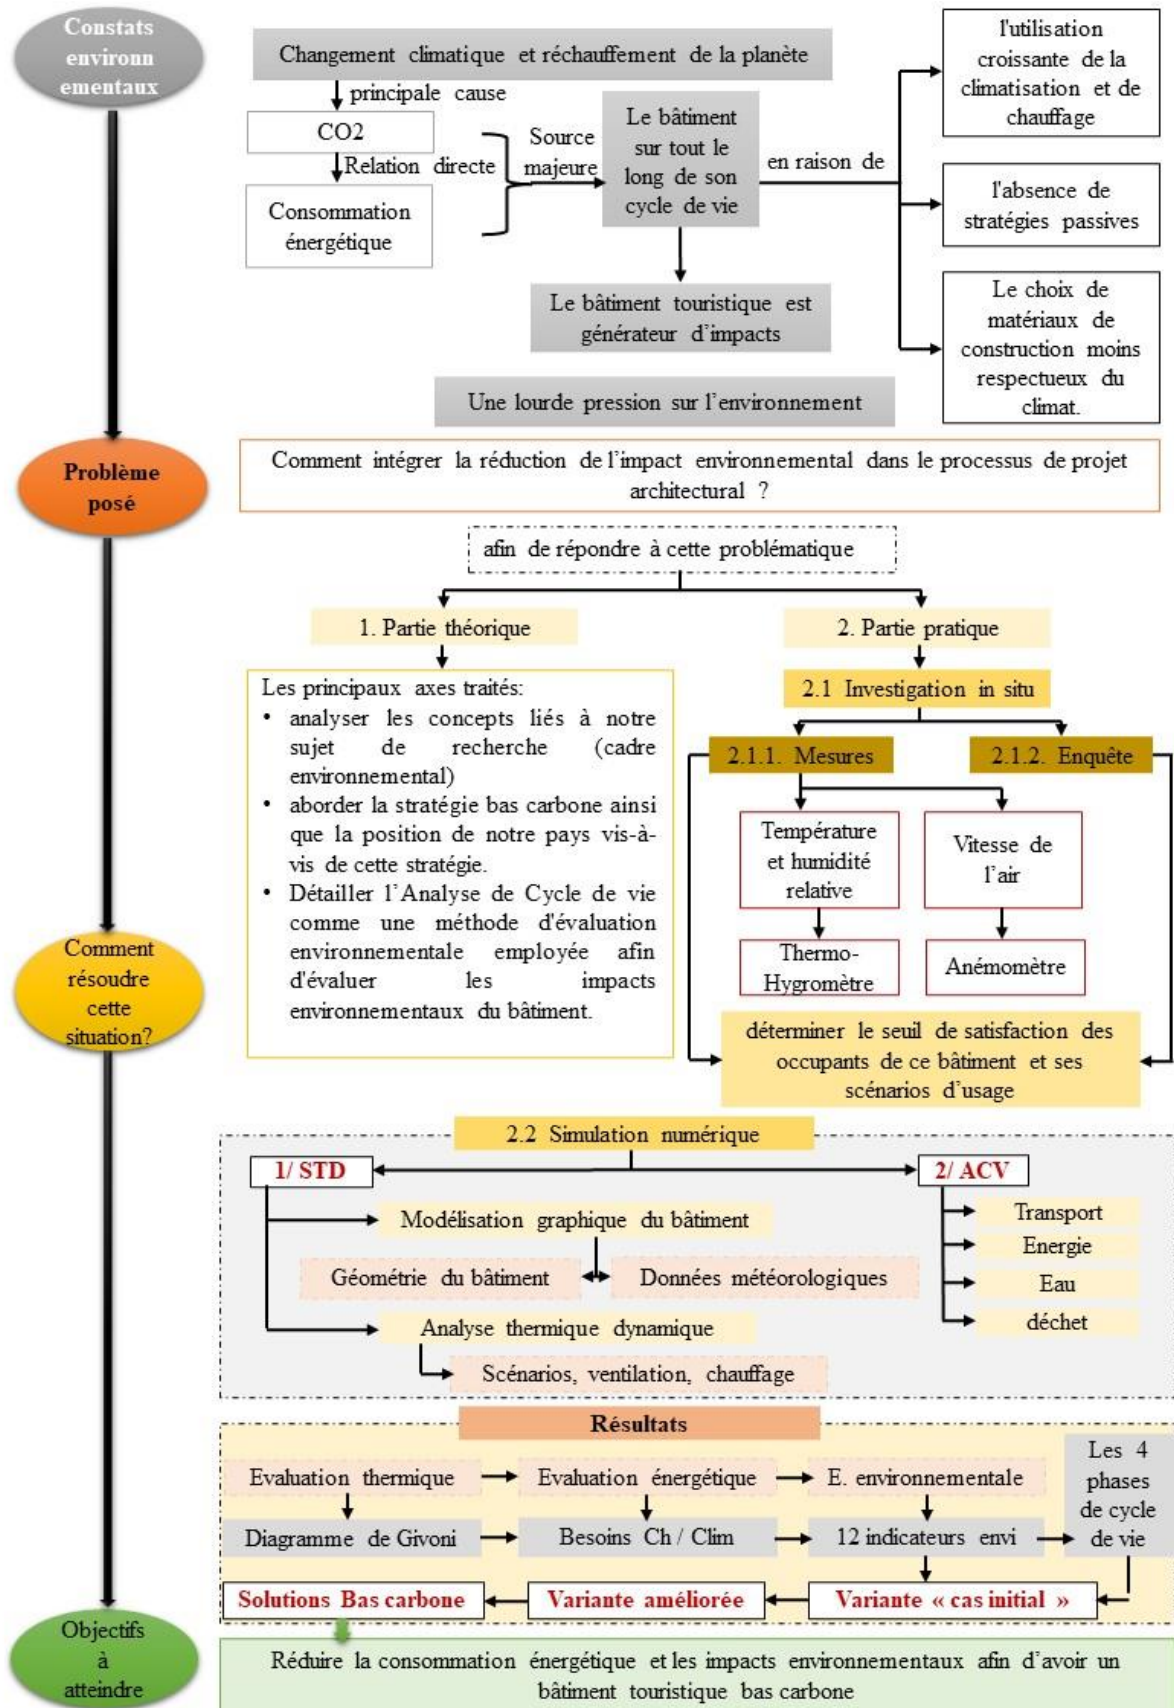 Constats
environn
ementaux
Changement climatique et réchauffement de la planète
principale cause
CO2
Relation directe
Consommation
énergétique
Source
majeure
Le bâtiment
sur tout le
long de son
cycle de vie
en raison de
l'utilisation
croissante de la
climatisation et de
chauffage
l'absence de
stratégies passives
Le choix de
matériaux de
construction moins
respectueux du
climat.
Le bâtiment touristique est
générateur d’impacts
Une lourde pression sur l’environnement
Problème
posé
Comment intégrer la réduction de l’impact environnemental dans le processus de projet
architectural ?
afin de répondre à cette problématique
1. Partie théorique
2. Partie pratique
Les principaux axes traités:
• analyser les concepts liés à notre
sujet de recherche (cadre
environnemental)
• aborder la stratégie bas carbone ainsi
que la position de notre pays vis-à-
vis de cette stratégie.
• Détailler l’Analyse de Cycle de vie
comme une méthode d'évaluation
environnementale employée afin
d'évaluer les impacts
environnementaux du bâtiment.
2.1 Investigation in situ
2.1.1. Mesures
2.1.2. Enquête
Température
et humidité
relative
Vitesse de
l’air
Thermo-
Hygromètre
Anémomètre
déterminer le seuil de satisfaction des
occupants de ce bâtiment et ses
scénarios d’usage
Comment
résoudre
cette
situation?
2.2 Simulation numérique
1/ STD
2/ ACV
Modélisation graphique du bâtiment
Géométrie du bâtiment
Données météorologiques
Analyse thermique dynamique
Scénarios, ventilation, chauffage
Transport
Energie
Eau
déchet
Résultats
Evaluation thermique
Evaluation énergétique
E. environnementale
Les 4
phases
de cycle
de vie
Diagramme de Givoni
Besoins Ch / Clim
12 indicateurs envi
Solutions Bas carbone
Variante améliorée
Variante « cas initial »
Objectifs
à
atteindre
Réduire la consommation énergétique et les impacts environnementaux afin d’avoir un
bâtiment touristique bas carbone